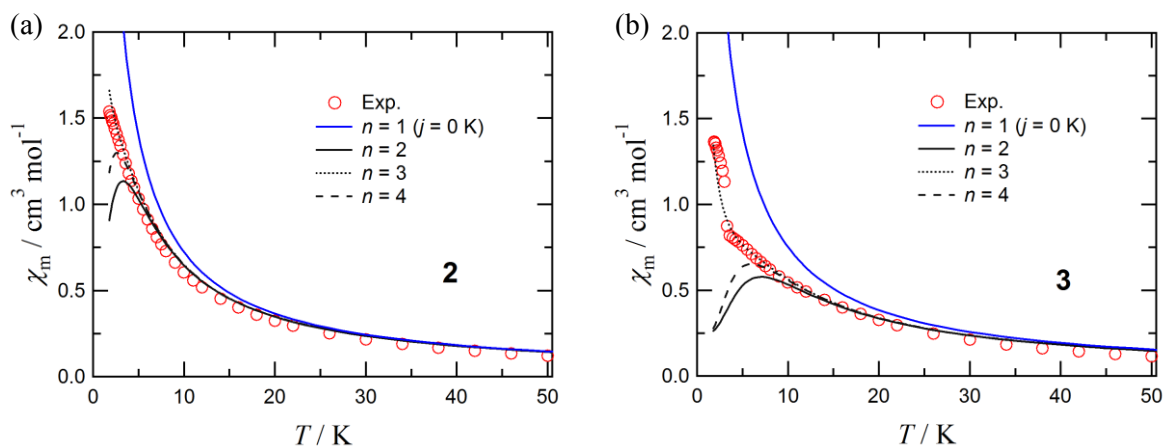 (a)
2.0
1.5
1.0
0.5
0.0
χm / cm³ mol⁻¹
Exp.
n = 1 (j = 0 K)
n = 2
n = 3
n = 4
2
0 10 20 30 40 50
T / K
(b)
2.0
1.5
1.0
0.5
0.0
χm / cm³ mol⁻¹
Exp.
n = 1 (j = 0 K)
n = 2
n = 3
n = 4
3
0 10 20 30 40 50
T / K